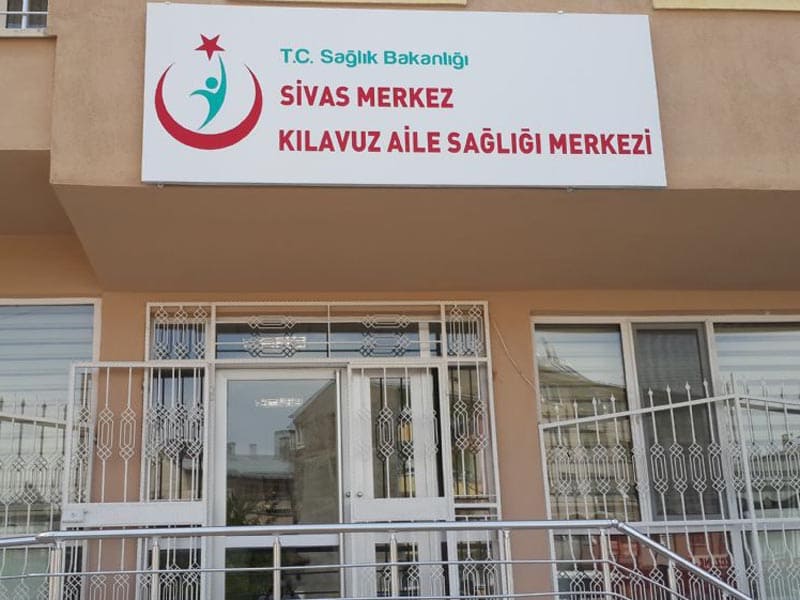 T.C. Sağlık Bakanlığı
SİVAS MERKEZ
KILAVUZ AİLE SAĞLIĞI MERKEZİ